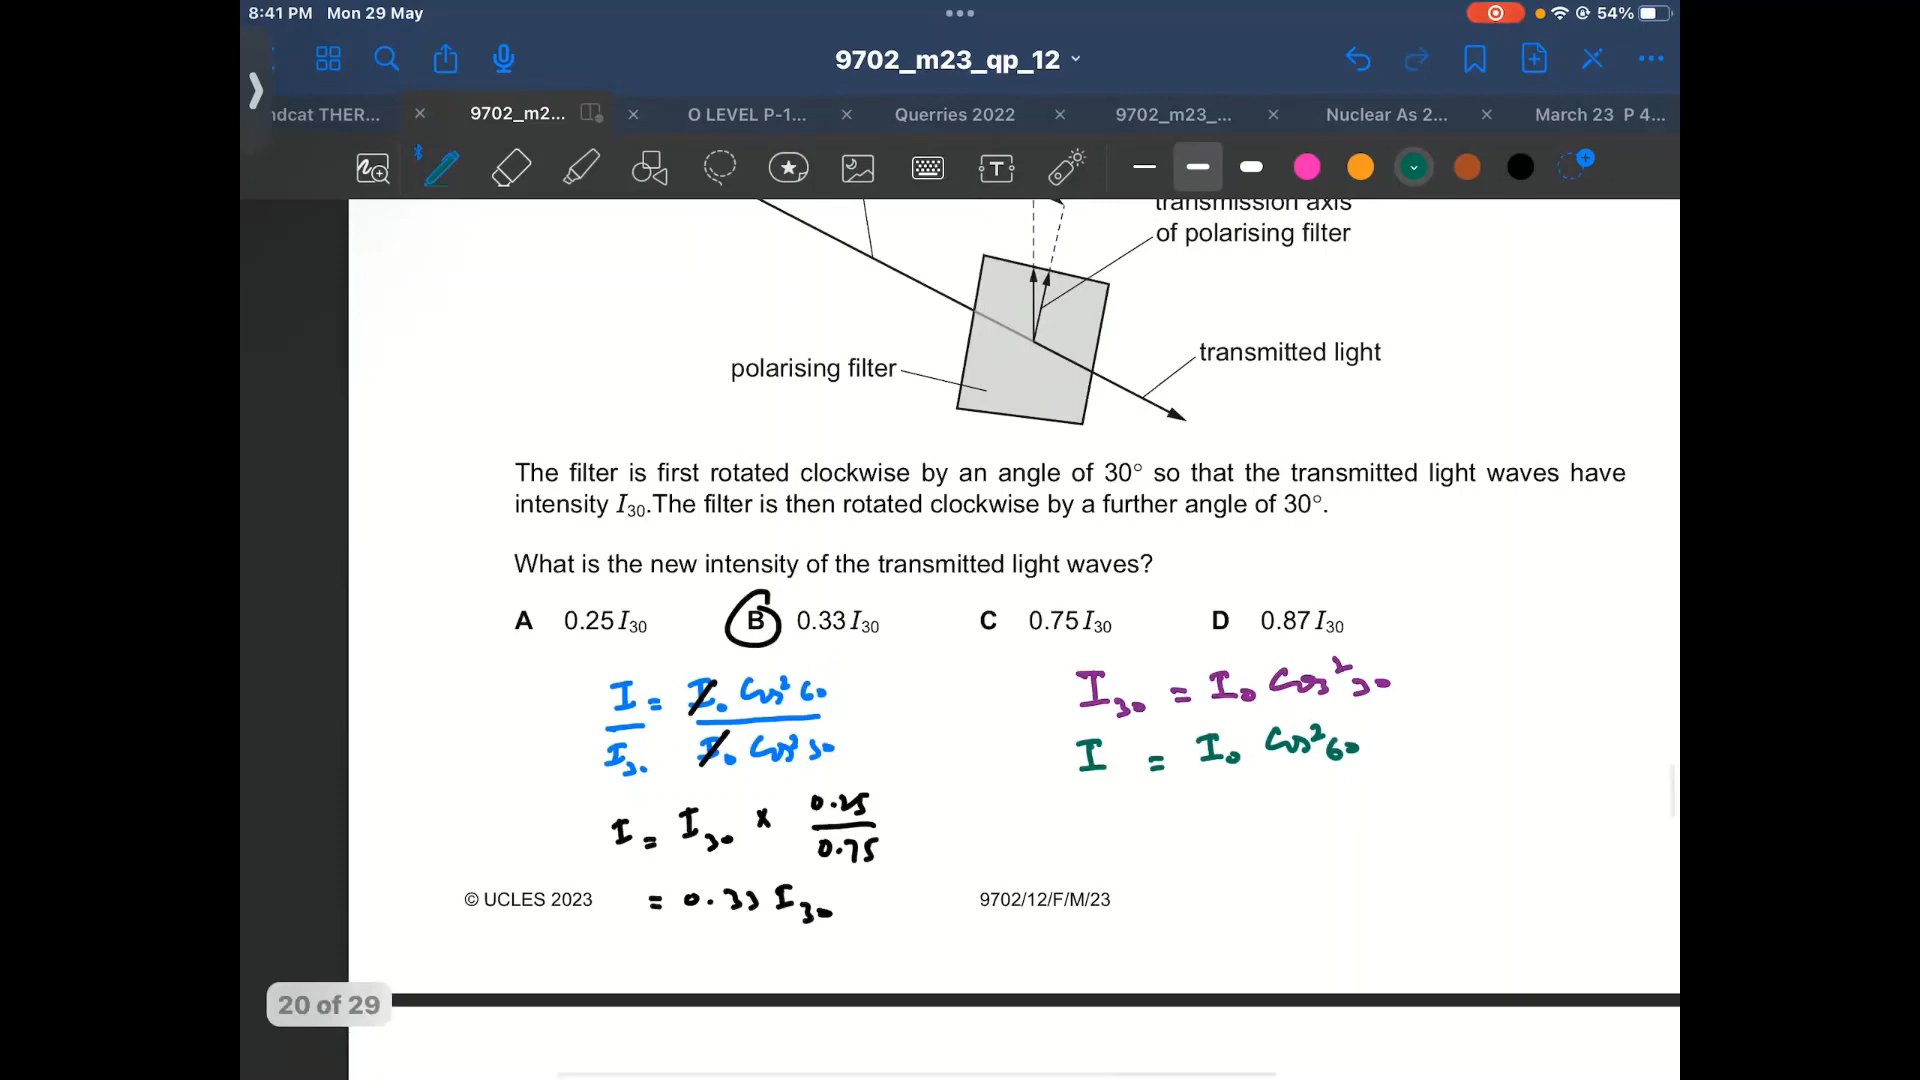 8:41 PM Mon 29 May
54%
9702_m23_qp_12
ndcat THER...
9702_m2...
O LEVEL P-1...
Querries 2022
9702_m23_...
Nuclear As 2...
March 23 P 4...
transmission axis
of polarising filter
transmitted light
polarising filter
The filter is first rotated clockwise by an angle of 30° so that the transmitted light waves have
intensity I₃₀.The filter is then rotated clockwise by a further angle of 30°.
What is the new intensity of the transmitted light waves?
A 0.25 I₃₀ B 0.33 I₃₀ C 0.75 I₃₀ D 0.87 I₃₀
I = I₀ Cos² 60
I₃₀ I₀ Cos² 30
I = I₃₀ × 0.25
0.75
= 0.33 I₃₀
I₃₀ = I₀ Cos² 30
I = I₀ Cos² 60
© UCLES 2023 9702/12/F/M/23
20 of 29